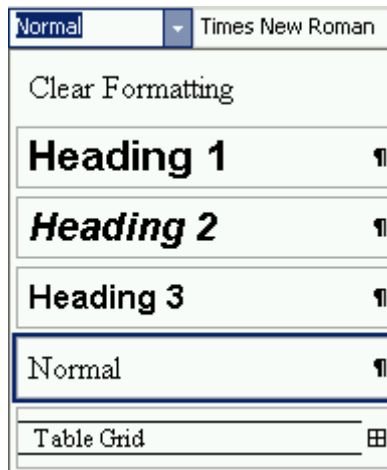 Normal Times New Roman
Clear Formatting
Heading 1 ¶
Heading 2 ¶
Heading 3 ¶
Normal ¶
Table Grid